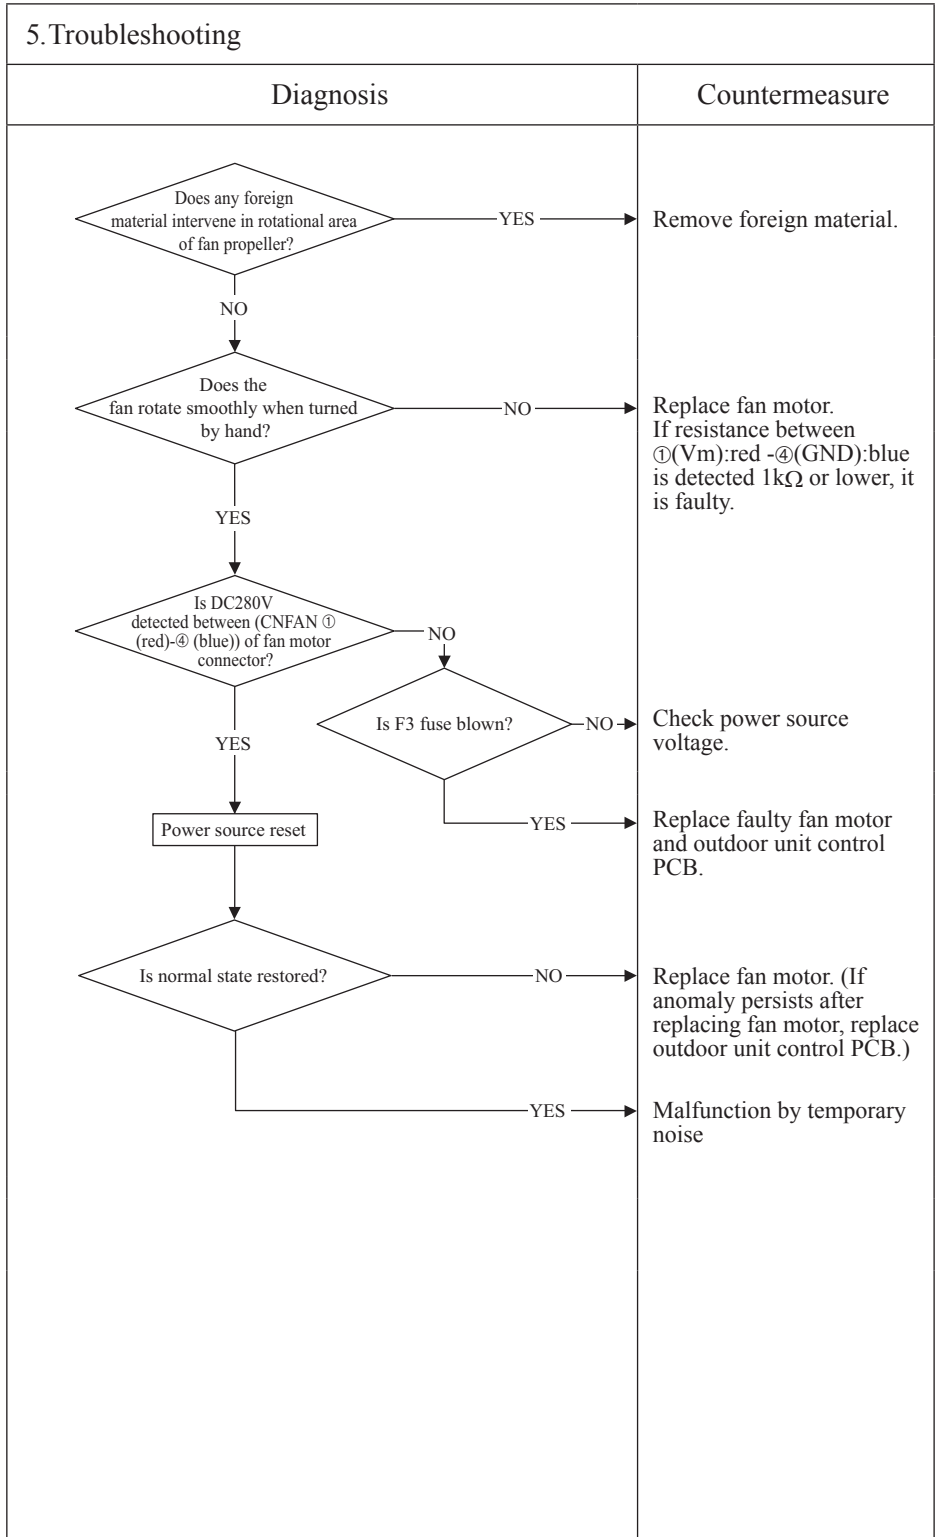 5.Troubleshooting
Diagnosis
Countermeasure
Does any foreign
material intervene in rotational area
of fan propeller?
YES
Remove foreign material.
NO
Does the
fan rotate smoothly when turned
by hand?
NO
Replace fan motor.
If resistance between
①(Vm):red -④(GND):blue
is detected 1kΩ or lower, it
is faulty.
YES
Is DC280V
detected between (CNFAN ①
(red)-④ (blue)) of fan motor
connector?
NO
Is F3 fuse blown?
NO
Check power source
voltage.
YES
YES
Replace faulty fan motor
and outdoor unit control
PCB.
Power source reset
Is normal state restored?
NO
Replace fan motor. (If
anomaly persists after
replacing fan motor, replace
outdoor unit control PCB.)
YES
Malfunction by temporary
noise